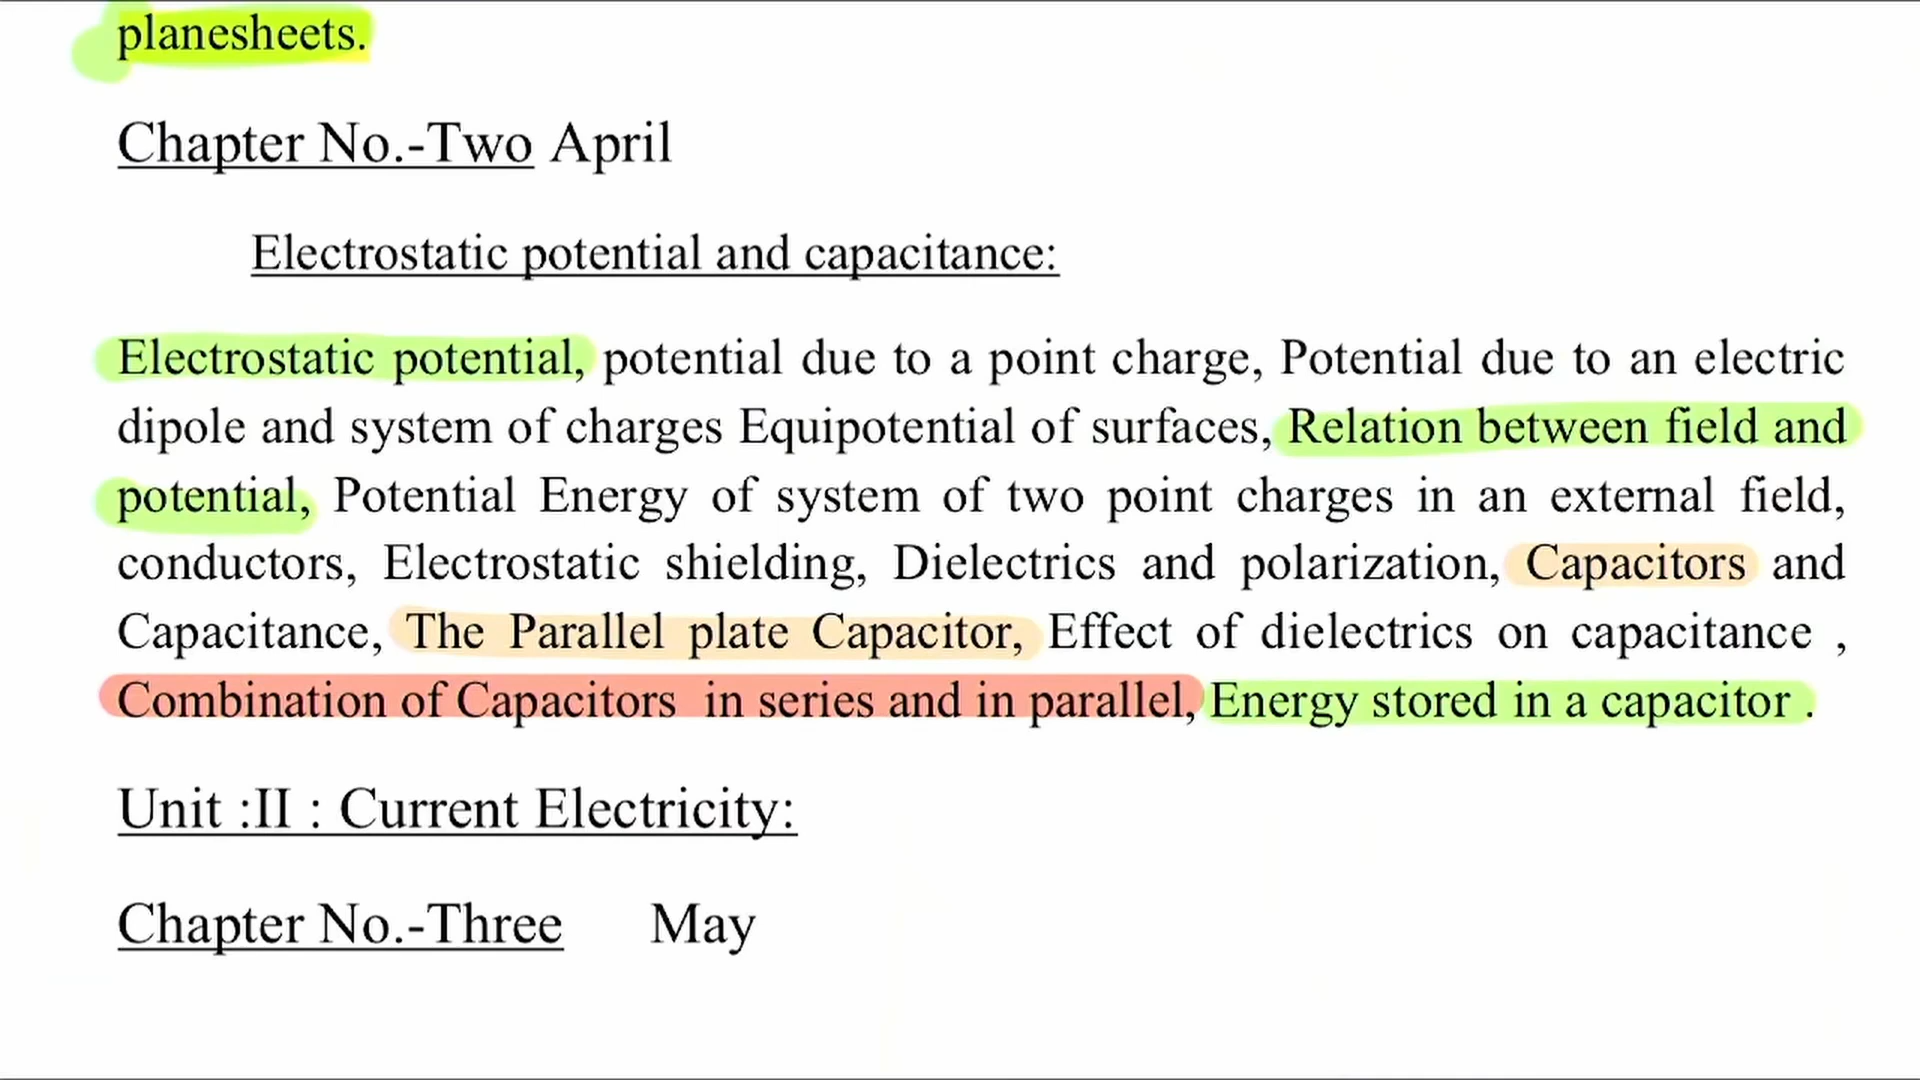 planesheets.
Chapter No.-Two April
Electrostatic potential and capacitance:
Electrostatic potential, potential due to a point charge, Potential due to an electric
dipole and system of charges Equipotential of surfaces, Relation between field and
potential, Potential Energy of system of two point charges in an external field,
conductors, Electrostatic shielding, Dielectrics and polarization, Capacitors and
Capacitance, The Parallel plate Capacitor, Effect of dielectrics on capacitance ,
Combination of Capacitors in series and in parallel, Energy stored in a capacitor .
Unit :II : Current Electricity:
Chapter No.-Three May